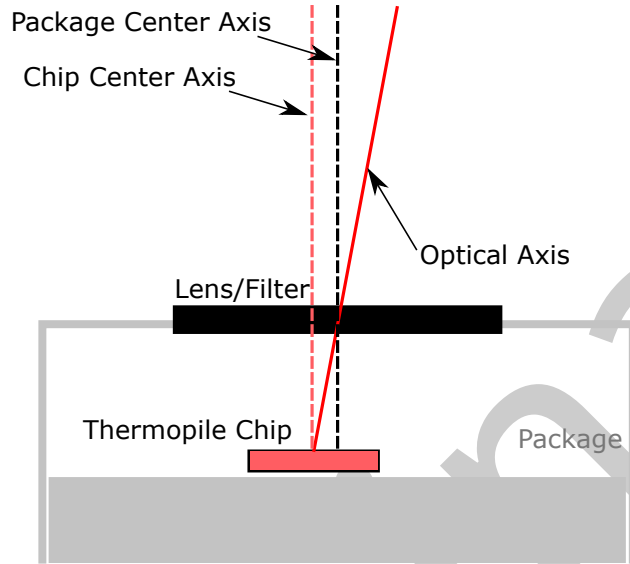 Package Center Axis
Chip Center Axis
Optical Axis
Lens/Filter
Thermopile Chip
Package